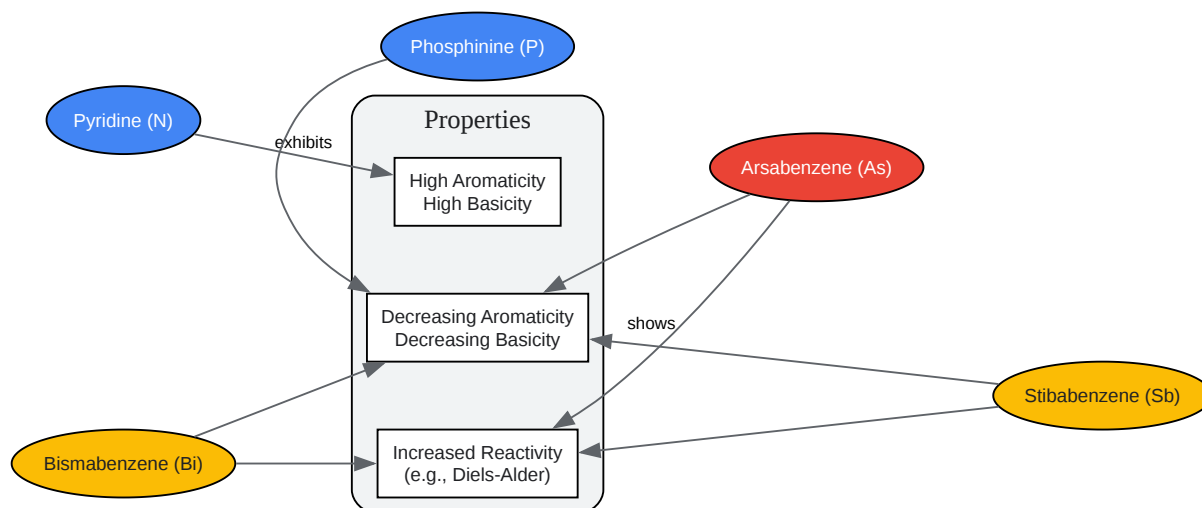 Phosphinine (P)
Pyridine (N)
Properties
exhibits
High Aromaticity
High Basicity
Arsabenzene (As)
Decreasing Aromaticity
Decreasing Basicity
shows
Stibabenzene (Sb)
Bismabenzene (Bi)
Increased Reactivity
(e.g., Diels-Alder)